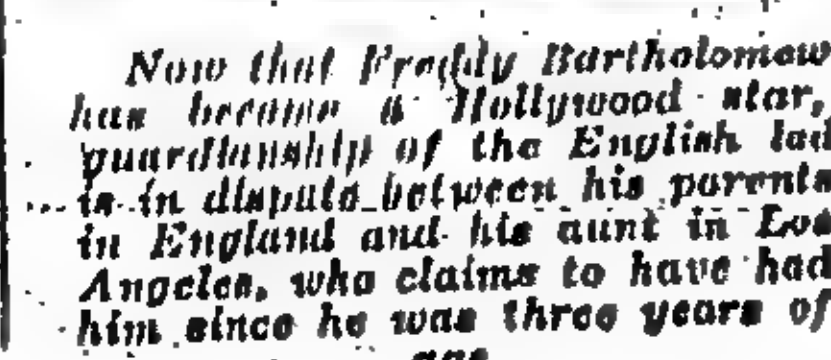 Now that Freddy Bartholomew
has become a Hollywood star,
guardianship of the English lad
is in dispute between his parents
in England and his aunt in Los
Angeles, who claims to have had
him since he was three years of
age